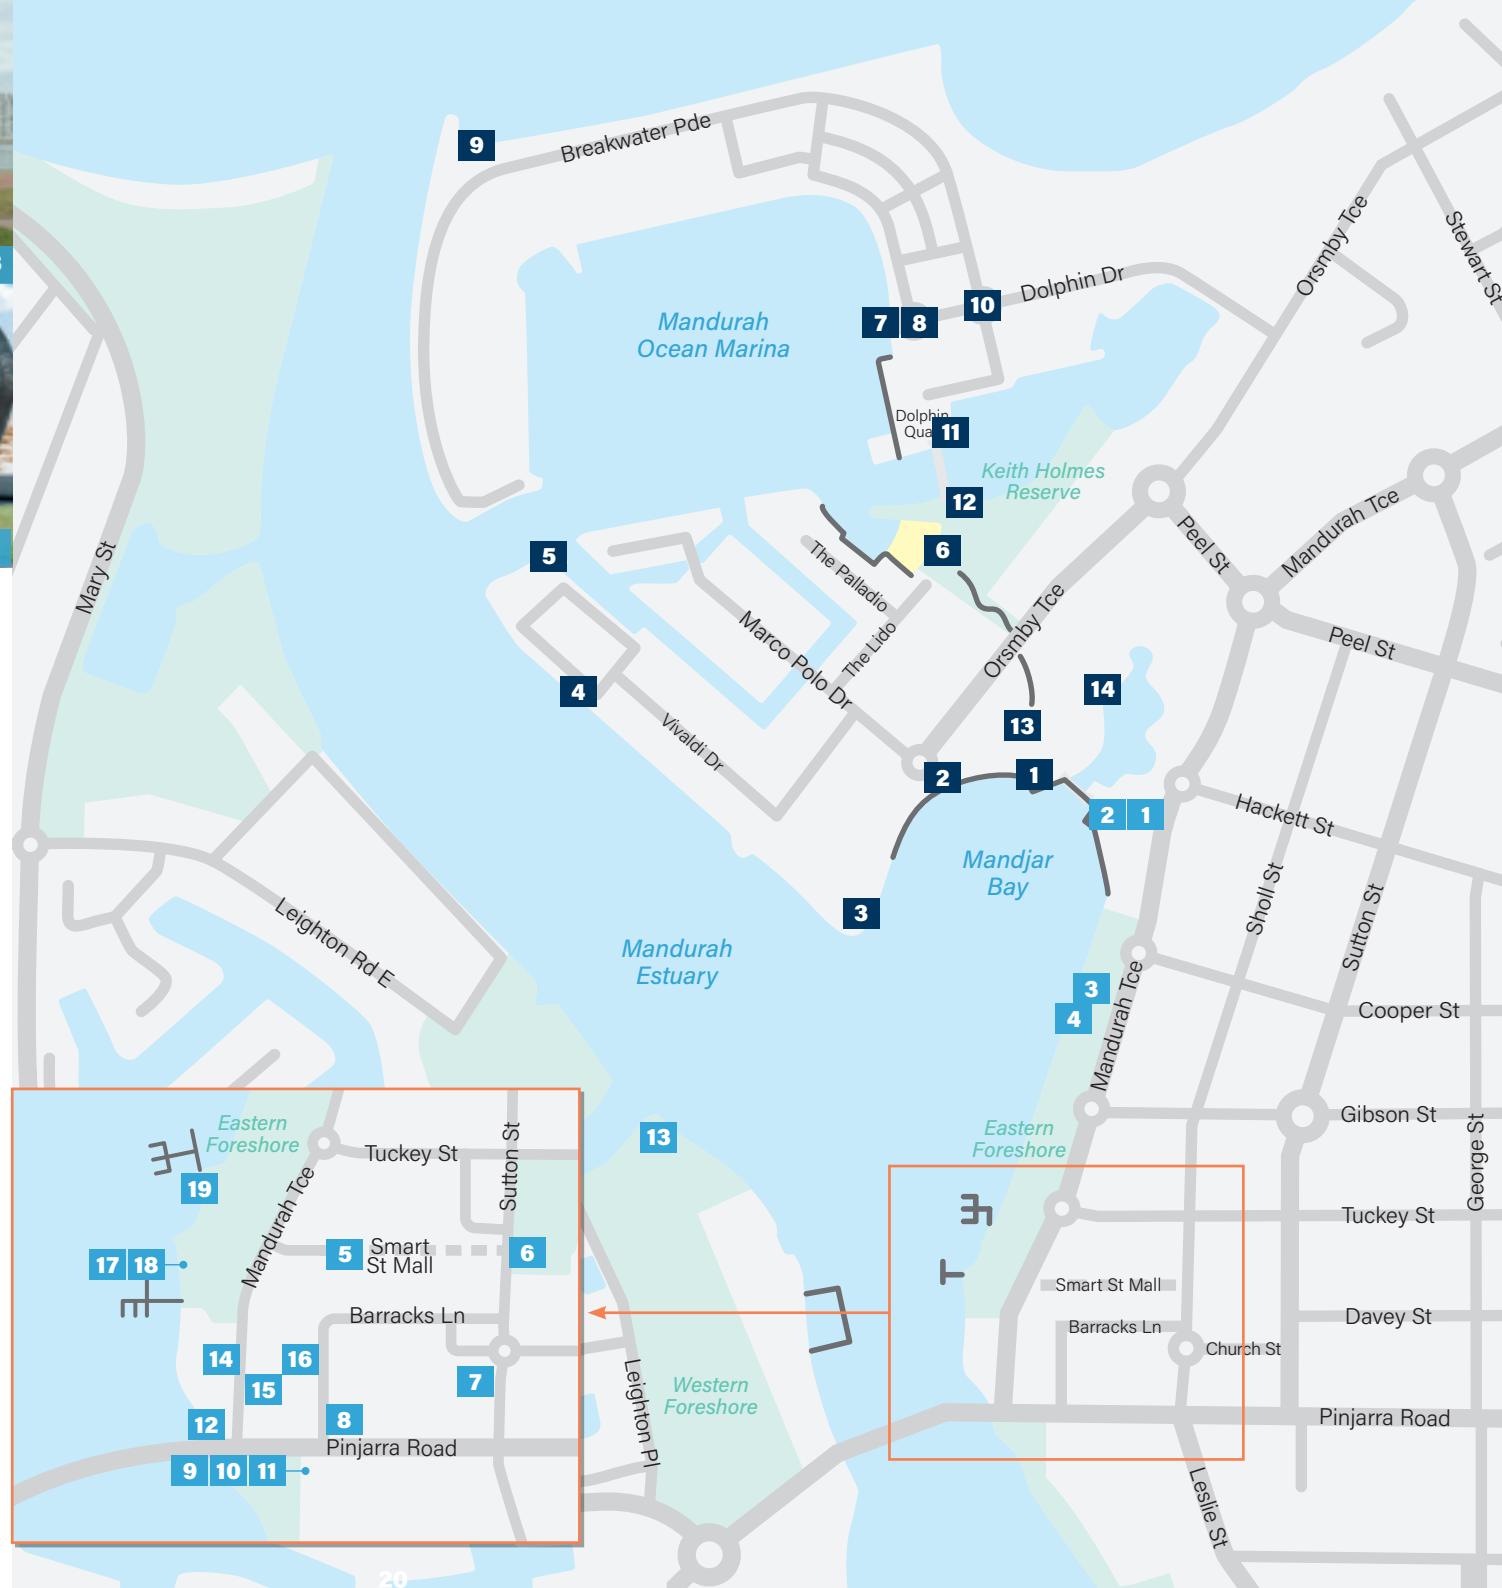 9
Breakwater Pde
Orsmby Tce
Stewart St
Dolphin Dr
10
7 8
Mandurah
Ocean Marina
Dolphin
Qua
11
Keith Holmes
Reserve
12
Mandurah Tce
Peel St
6
5
The Palladio
Mary St
Orsmby Tce
Marco Polo Dr
The Lido
Peel St
4
14
13
Vivaldi Dr
2
1
2 1
Hackett St
Mandjar
Bay
3
Sholl St
Sutton St
Leighton Rd E
Mandurah
Estuary
3
4
Mandurah Tce
Cooper St
Gibson St
George St
Eastern
Foreshore
13
Eastern
Foreshore
Tuckey St
Sutton St
19
Mandurah Tce
Tuckey St
5
Smart
St Mall
6
17 18
Smart St Mall
Barracks Ln
Davey St
Barracks Ln
Church St
14
16
15
7
Leighton Pl
Western
Foreshore
12
8
Pinjarra Road
Pinjarra Road
9 10 11
Leslie St
20